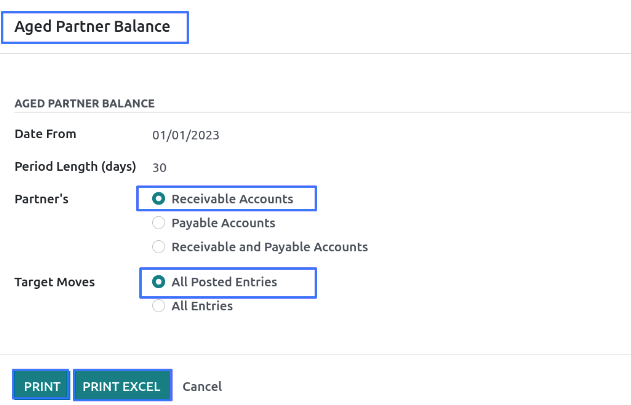 Aged Partner Balance
AGED PARTNER BALANCE
Date From 01/01/2023
Period Length (days) 30
Partner's Receivable Accounts
Payable Accounts
Receivable and Payable Accounts
Target Moves All Posted Entries
All Entries
PRINT PRINT EXCEL Cancel